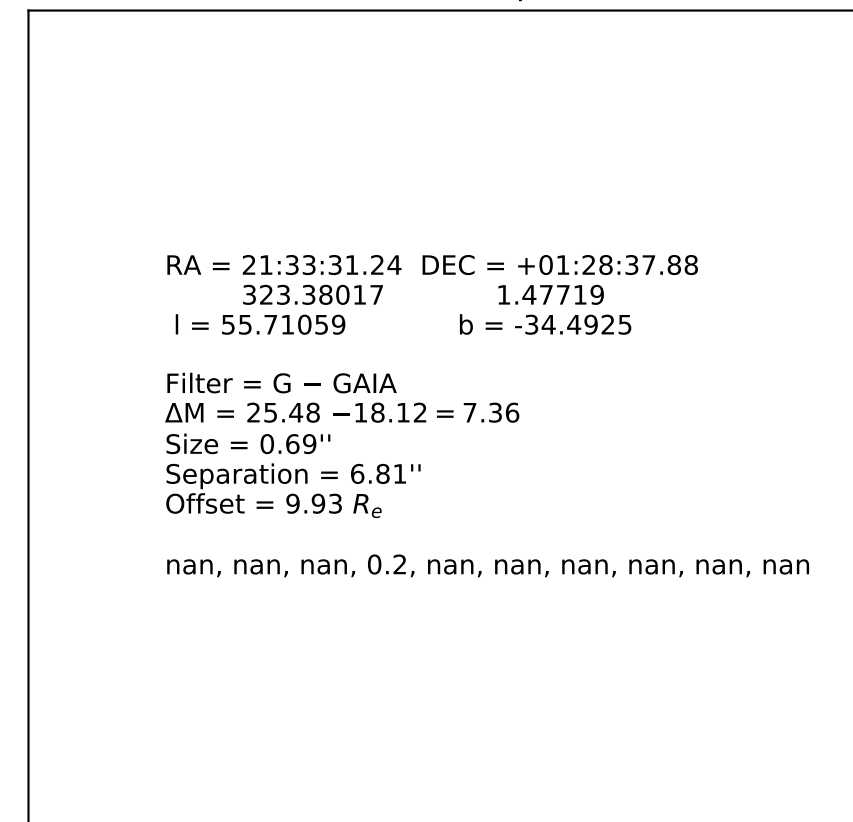 RA = 21:33:31.24 DEC = +01:28:37.88
323.38017 1.47719
l = 55.71059 b = -34.4925
Filter = G − GAIA
ΔM = 25.48 −18.12 = 7.36
Size = 0.69''
Separation = 6.81''
Offset = 9.93 Re
nan, nan, nan, 0.2, nan, nan, nan, nan, nan, nan